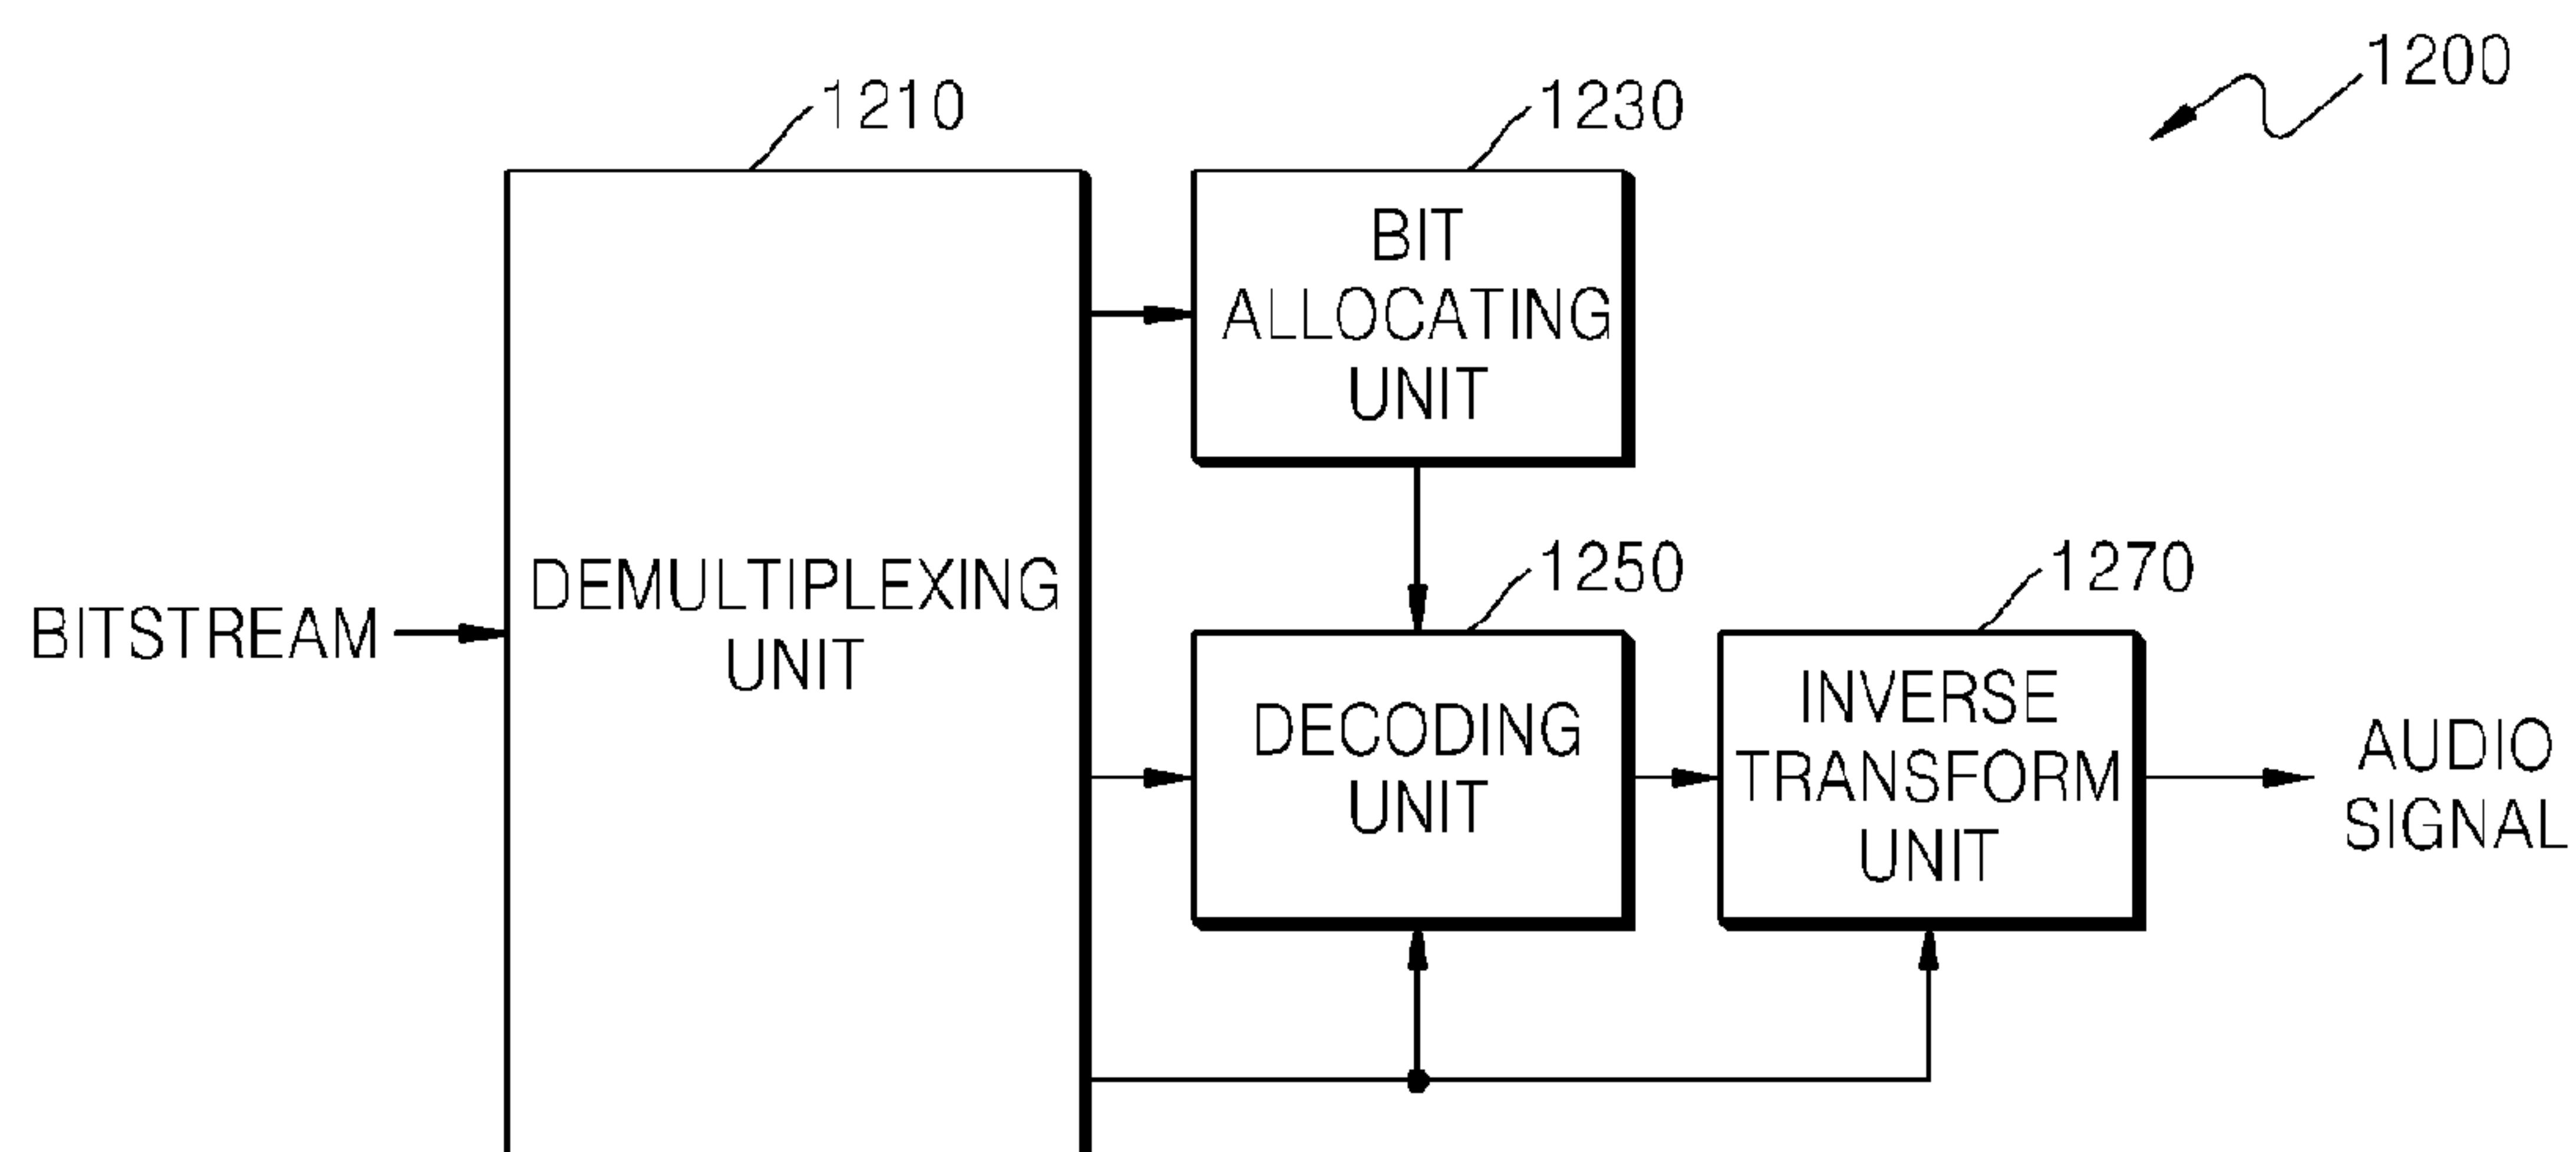 1200
1210
1230
BIT
ALLOCATING
UNIT
BITSTREAM
DEMULTIPLEXING
UNIT
1250
1270
DECODING
UNIT
INVERSE
TRANSFORM
UNIT
AUDIO
SIGNAL